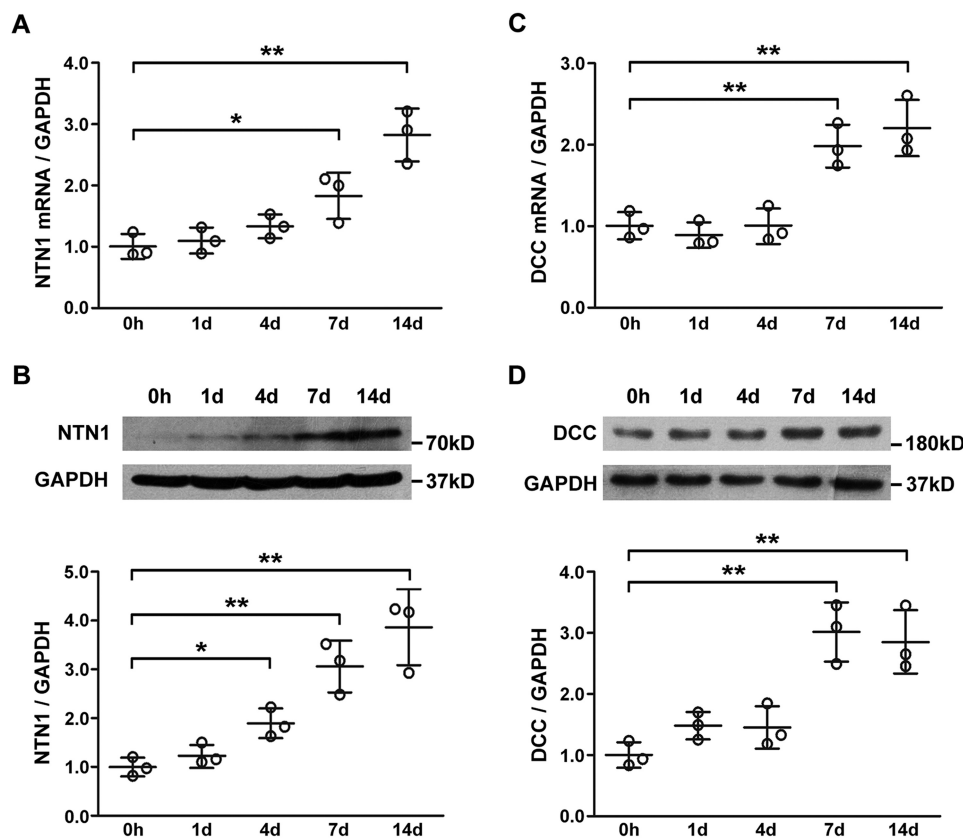 A
NTN1 mRNA / GAPDH
4.0
3.0
2.0
1.0
0.0
**
*
0h 1d 4d 7d 14d
C
DCC mRNA / GAPDH
3.0
2.0
1.0
0.0
**
**
0h 1d 4d 7d 14d
B
0h 1d 4d 7d 14d
NTN1
70kD
GAPDH
37kD
NTN1 / GAPDH
5.0
4.0
3.0
2.0
1.0
0.0
**
**
*
0h 1d 4d 7d 14d
D
0h 1d 4d 7d 14d
DCC
180kD
GAPDH
37kD
DCC / GAPDH
4.0
3.0
2.0
1.0
0.0
**
**
0h 1d 4d 7d 14d